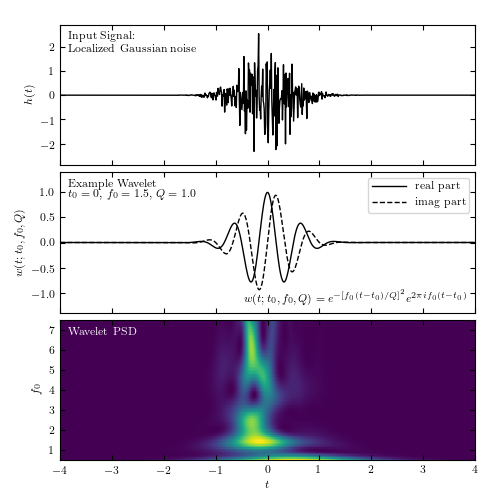 Input Signal:
Localized Gaussian noise
2
1
0
−1
−2
h(t)
Example Wavelet
t₀ = 0, f₀ = 1.5, Q = 1.0
real part
imag part
1.0
0.5
0.0
−0.5
−1.0
w(t; t₀, f₀, Q)
w(t; t₀, f₀, Q) = e^{−[f₀(t−t₀)/Q]²} e^{2πif₀(t−t₀)}
Wavelet PSD
7
6
5
4
3
2
1
f₀
−4 −3 −2 −1 0 1 2 3 4
t